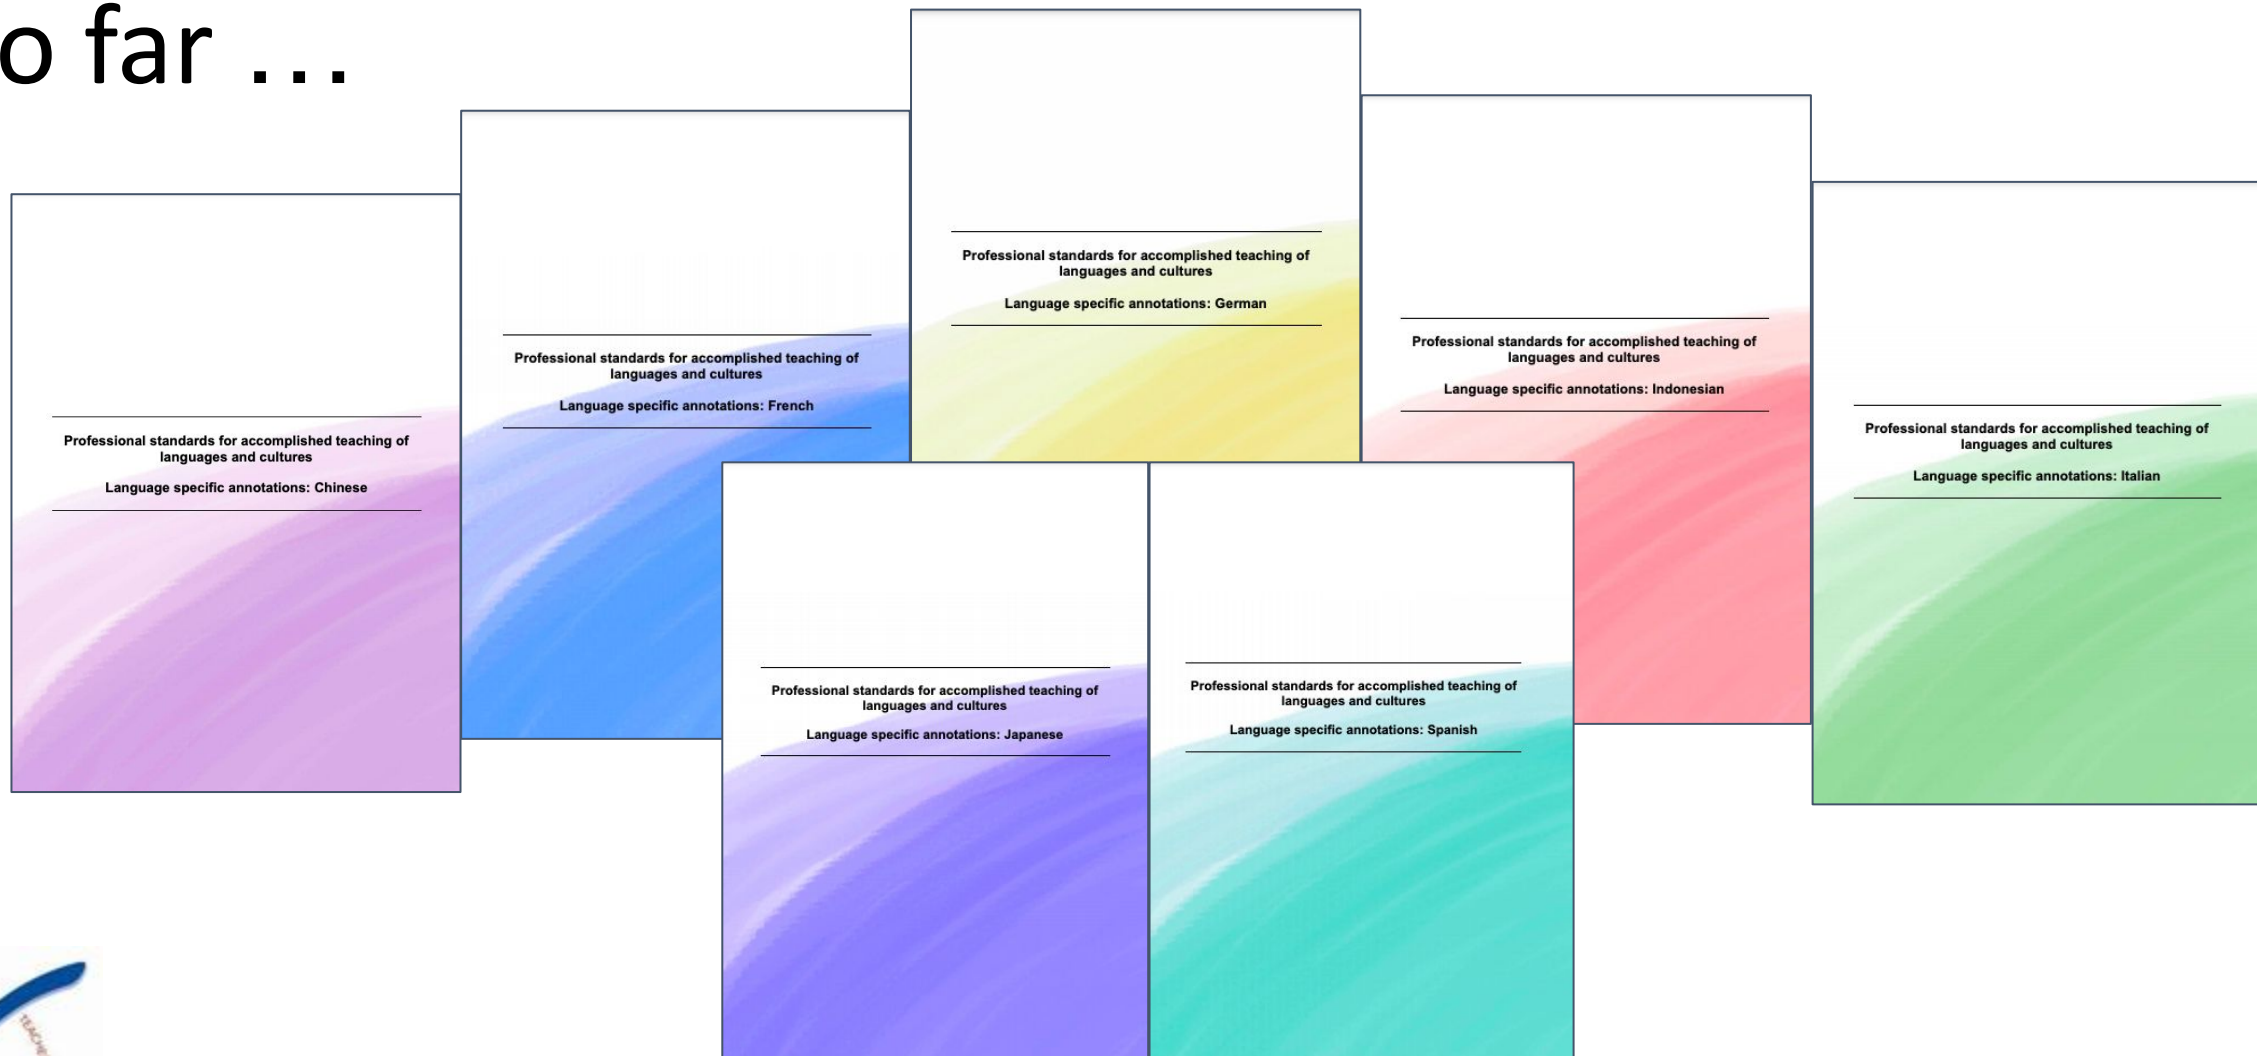 o far ...
Professional standards for accomplished teaching of
languages and cultures
Language specific annotations: Chinese
Professional standards for accomplished teaching of
languages and cultures
Language specific annotations: French
Professional standards for accomplished teaching of
languages and cultures
Language specific annotations: German
Professional standards for accomplished teaching of
languages and cultures
Language specific annotations: Indonesian
Professional standards for accomplished teaching of
languages and cultures
Language specific annotations: Italian
Professional standards for accomplished teaching of
languages and cultures
Language specific annotations: Japanese
Professional standards for accomplished teaching of
languages and cultures
Language specific annotations: Spanish